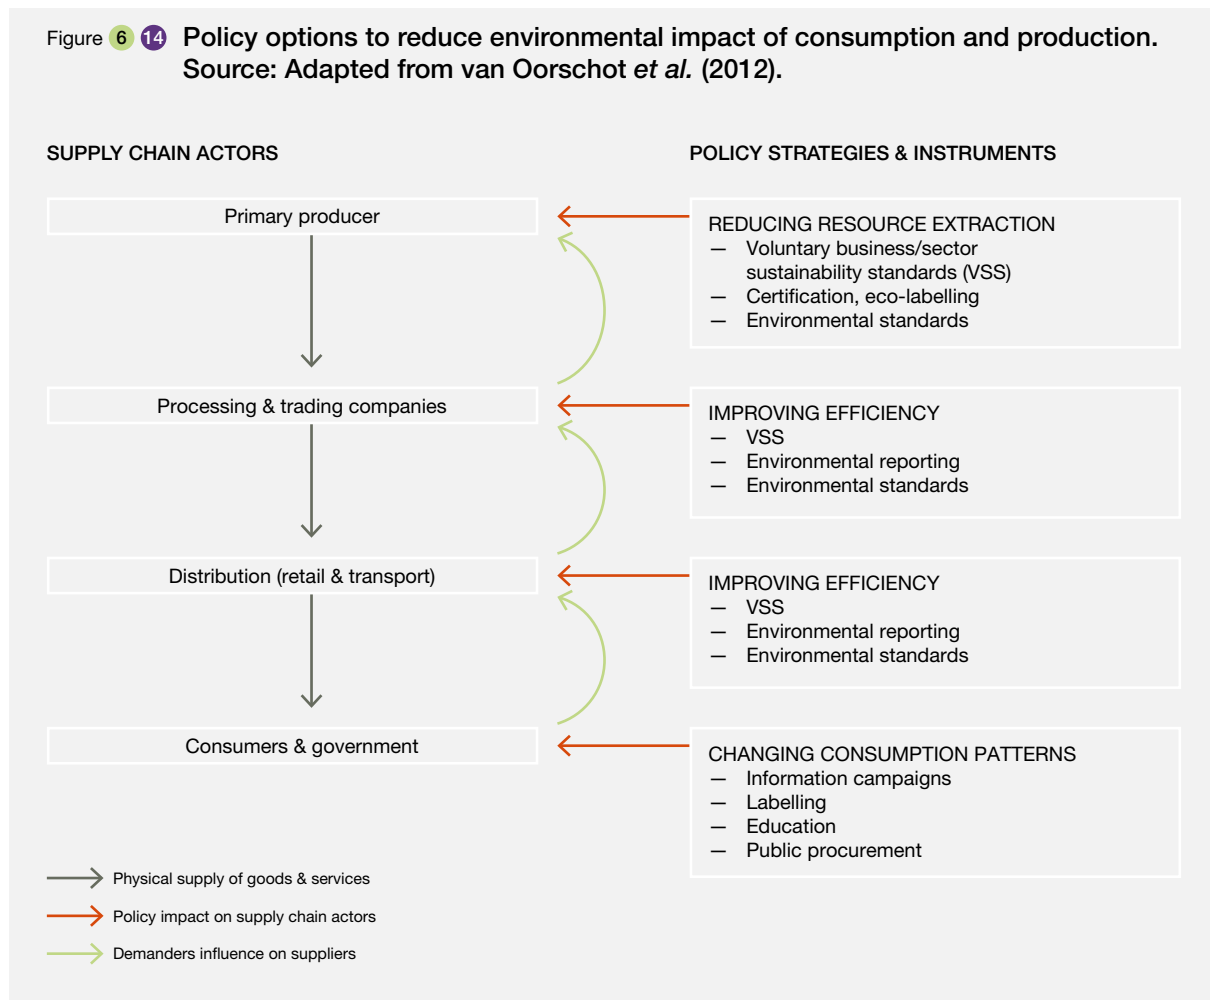 Figure 6 14 Policy options to reduce environmental impact of consumption and production.
Source: Adapted from van Oorschot et al. (2012).
SUPPLY CHAIN ACTORS
POLICY STRATEGIES & INSTRUMENTS
Primary producer
REDUCING RESOURCE EXTRACTION
— Voluntary business/sector
sustainability standards (VSS)
— Certification, eco-labelling
— Environmental standards
Processing & trading companies
IMPROVING EFFICIENCY
— VSS
— Environmental reporting
— Environmental standards
Distribution (retail & transport)
IMPROVING EFFICIENCY
— VSS
— Environmental reporting
— Environmental standards
Consumers & government
CHANGING CONSUMPTION PATTERNS
— Information campaigns
— Labelling
— Education
— Public procurement
Physical supply of goods & services
Policy impact on supply chain actors
Demanders influence on suppliers